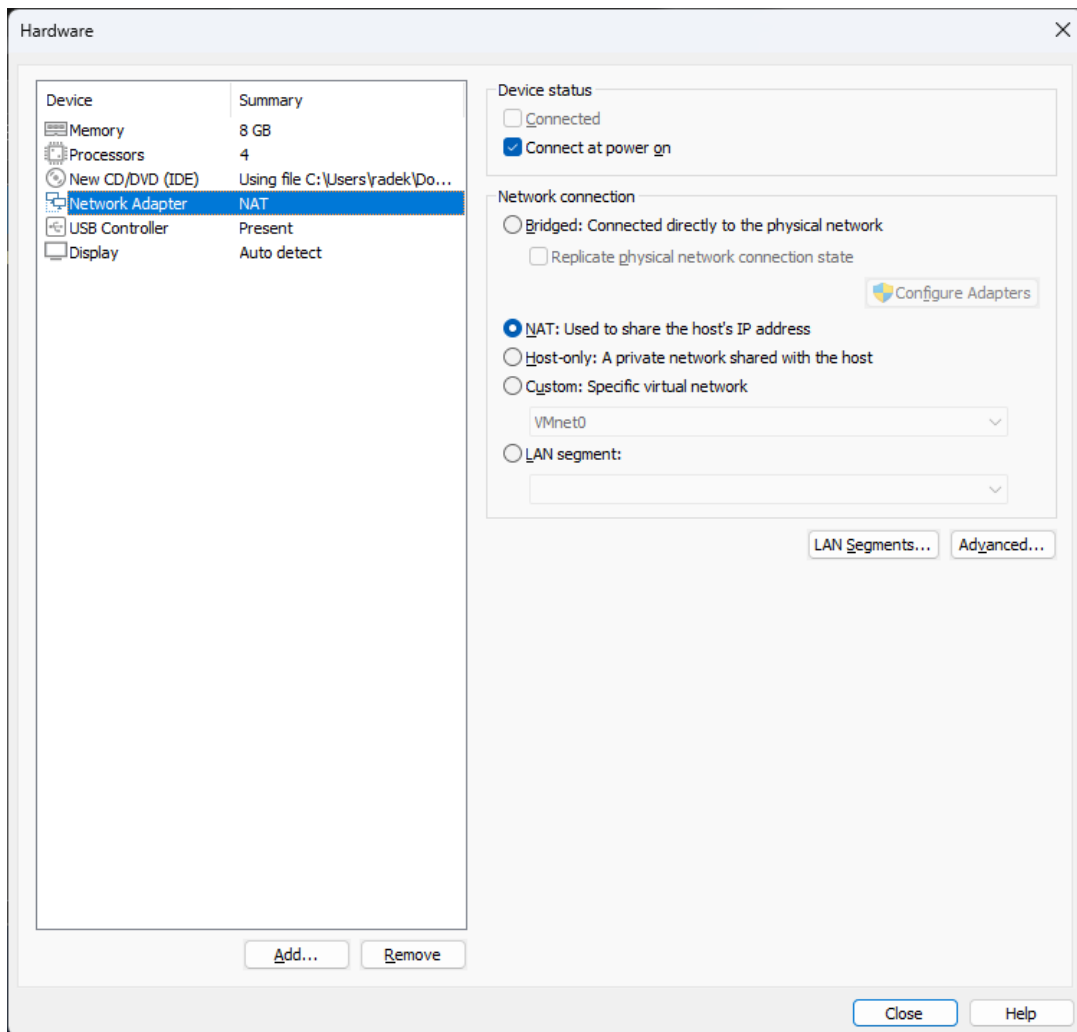 Hardware
Device Summary
Memory 8 GB
Processors 4
New CD/DVD (IDE) Using file C:\Users\radek\Do...
Network Adapter NAT
USB Controller Present
Display Auto detect
Add... Remove
Device status
Connected
Connect at power on
Network connection
Bridged: Connected directly to the physical network
Replicate physical network connection state
Configure Adapters
NAT: Used to share the host's IP address
Host-only: A private network shared with the host
Custom: Specific virtual network
VMnet0
LAN segment:
LAN Segments... Advanced...
Close Help